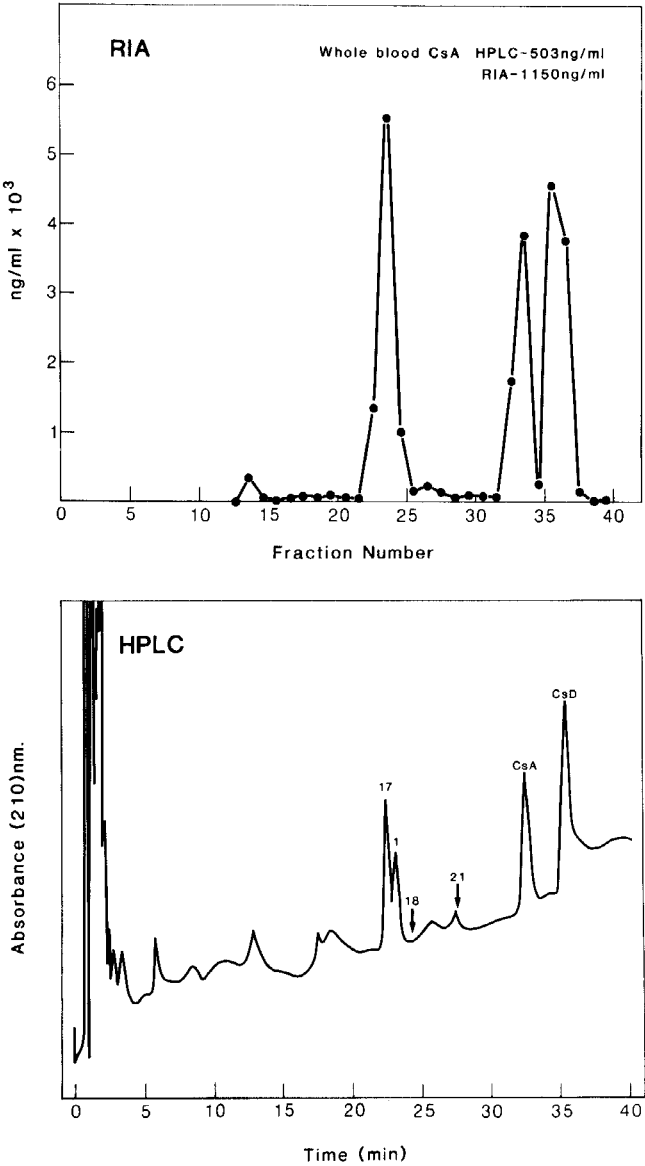 RIA
Whole blood CsA HPLC-503ng/ml
RIA-1150ng/ml
6
5
4
3
2
1
ng/ml x 10³
0 5 10 15 20 25 30 35 40
Fraction Number
HPLC
CsD
CsA
17
1
18
21
Absorbance (210)nm.
0 5 10 15 20 25 30 35 40
Time (min)